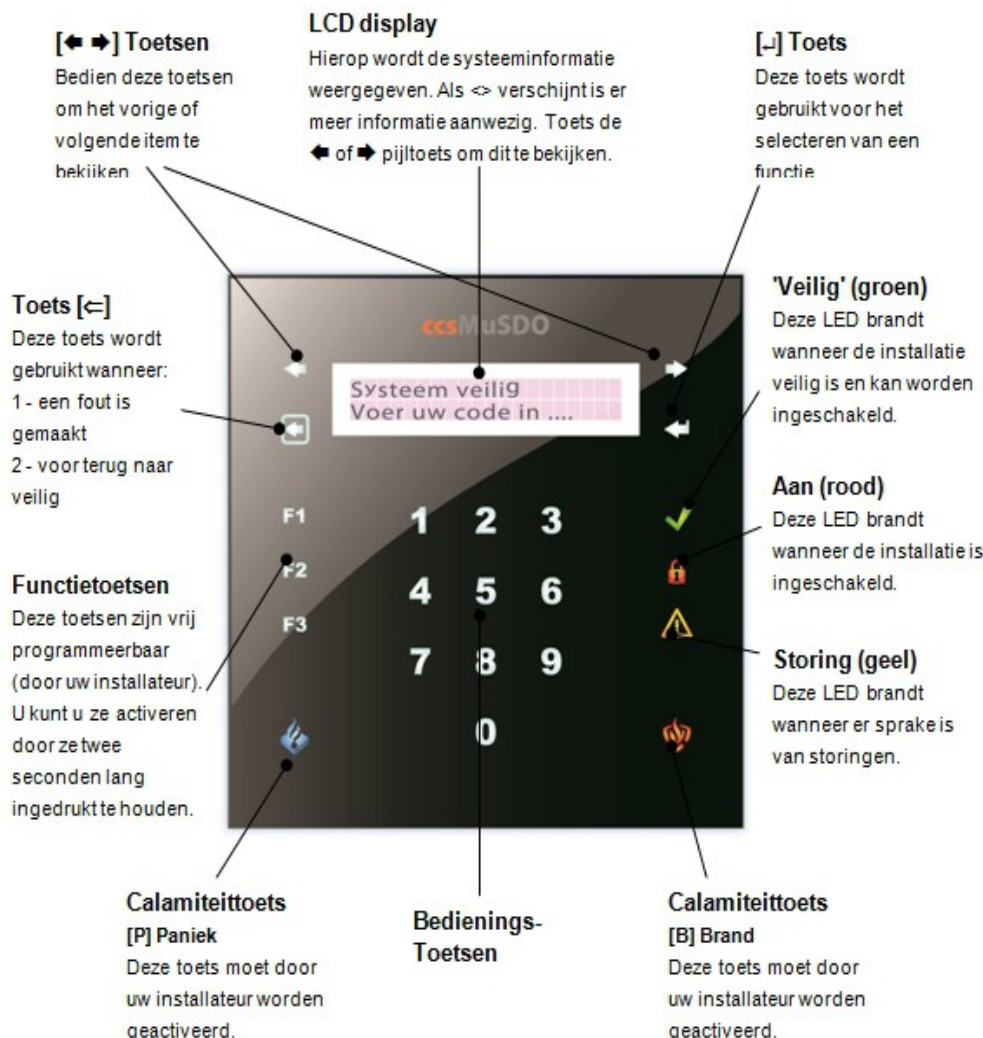 [🡸 🡺] Toetsen
Bedien deze toetsen
om het vorige of
volgende item te
bekijken
LCD display
Hierop wordt de systeeminformatie
weergegeven. Als <> verschijnt is er
meer informatie aanwezig. Toets de
🡸 of 🡺 pijltoets om dit te bekijken.
[↵] Toets
Deze toets wordt
gebruikt voor het
selecteren van een
functie
Toets [⇐]
Deze toets wordt
gebruikt wanneer:
1 - een fout is
gemaakt
2 - voor terug naar
veilig
Functietoetsen
Deze toetsen zijn vrij
programmeerbaar
(door uw installateur).
U kunt u ze activeren
door ze twee
seconden lang
ingedrukt te houden.
ccsMuSDO
Systeem veilig
Voer uw code in ....
F1
F2
F3
1 2 3
4 5 6
7 8 9
0
'Veilig' (groen)
Deze LED brandt
wanneer de installatie
veilig is en kan worden
ingeschakeld.
Aan (rood)
Deze LED brandt
wanneer de installatie is
ingeschakeld.
Storing (geel)
Deze LED brandt
wanneer er sprake is
van storingen.
Calamiteittoets
[P] Paniek
Deze toets moet door
uw installateur worden
geactiveerd.
Bedienings-
Toetsen
Calamiteittoets
[B] Brand
Deze toets moet door
uw installateur worden
geactiveerd.